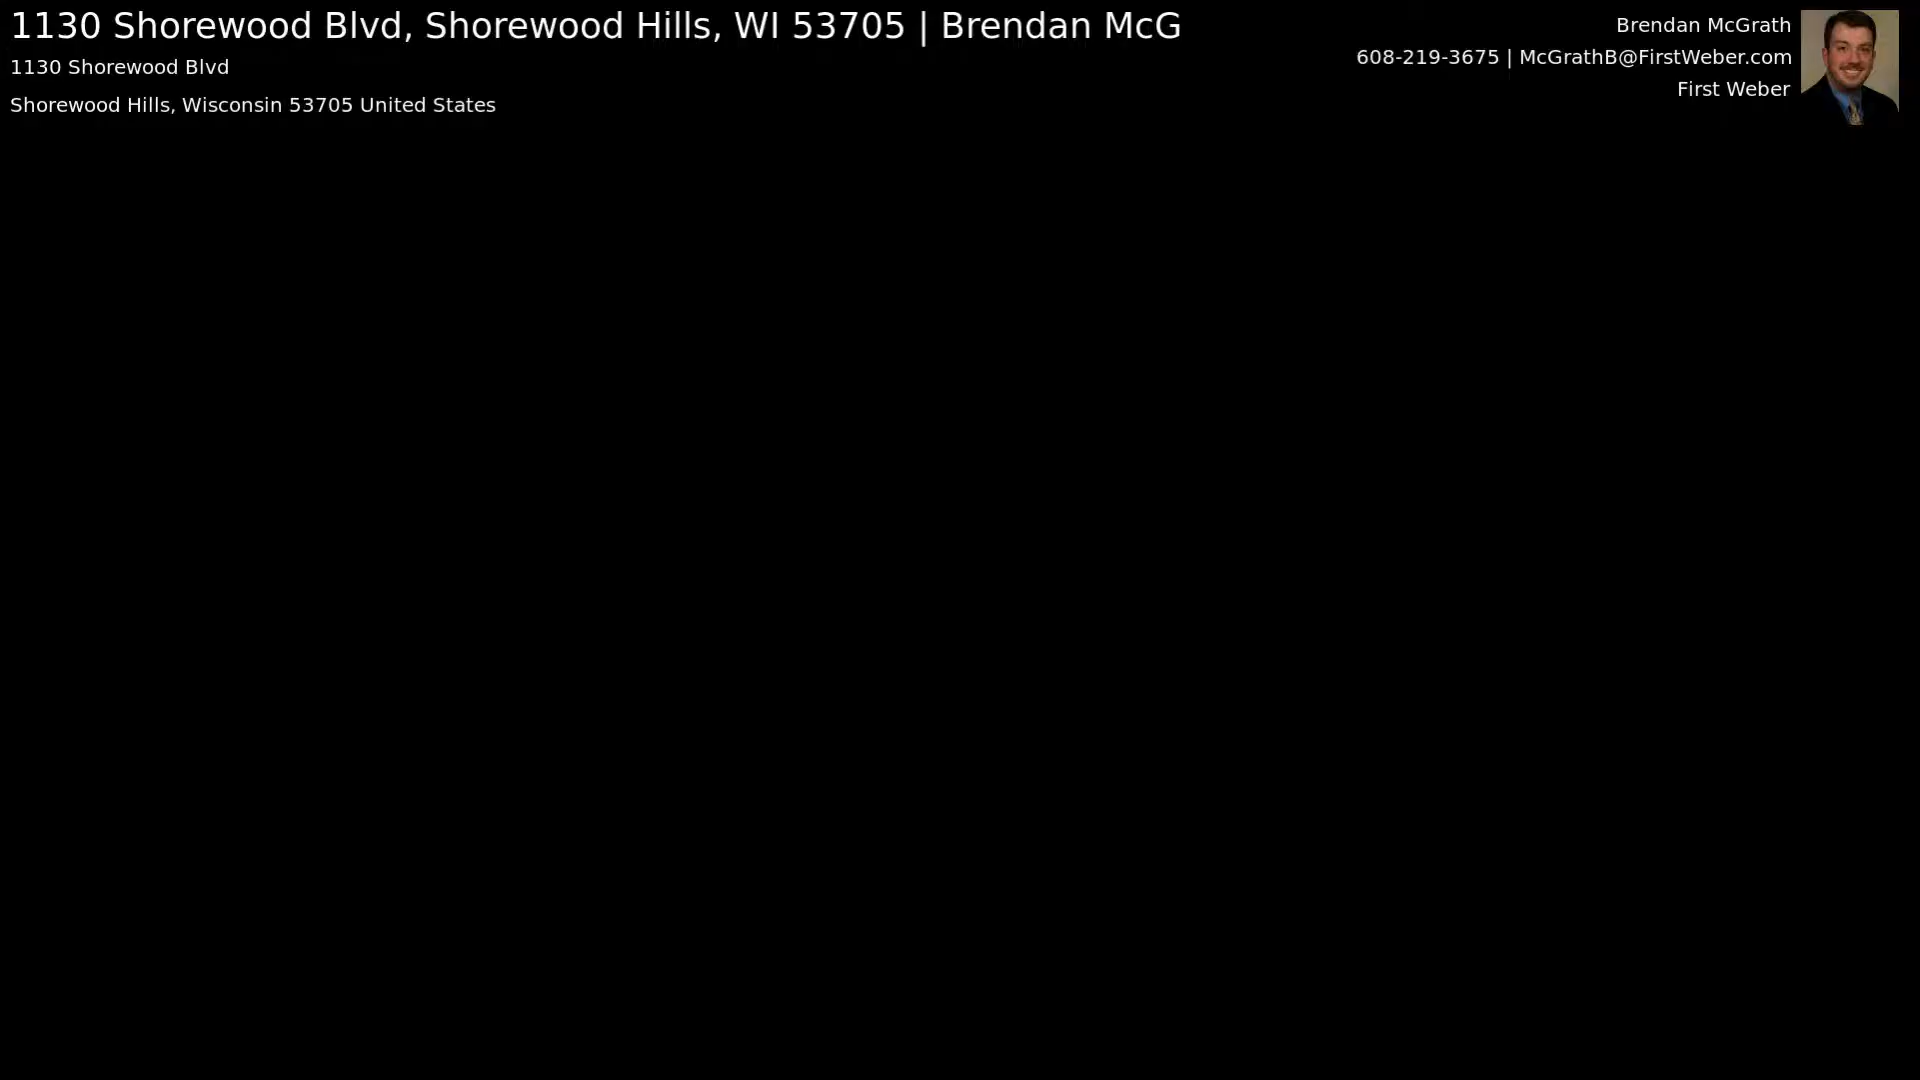 1130 Shorewood Blvd, Shorewood Hills, WI 53705 | Brendan McG
1130 Shorewood Blvd
Shorewood Hills, Wisconsin 53705 United States
Brendan McGrath
608-219-3675 | McGrathB@FirstWeber.com
First Weber